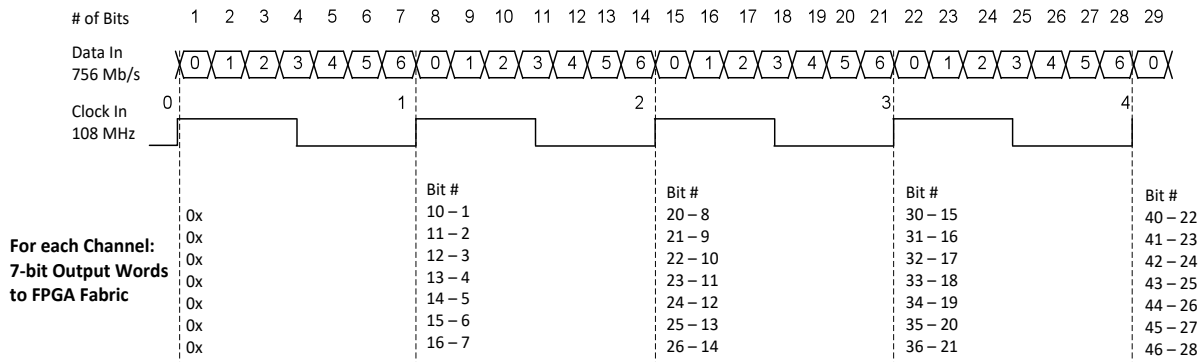 # of Bits 1 2 3 4 5 6 7 8 9 10 11 12 13 14 15 16 17 18 19 20 21 22 23 24 25 26 27 28 29
Data In
756 Mb/s
0 1 2 3 4 5 6 0 1 2 3 4 5 6 0 1 2 3 4 5 6 0 1 2 3 4 5 6 0
Clock In
108 MHz
0 1 2 3 4
For each Channel:
7-bit Output Words
to FPGA Fabric
0x
0x
0x
0x
0x
0x
0x
Bit #
10 – 1
11 – 2
12 – 3
13 – 4
14 – 5
15 – 6
16 – 7
Bit #
20 – 8
21 – 9
22 – 10
23 – 11
24 – 12
25 – 13
26 – 14
Bit #
30 – 15
31 – 16
32 – 17
33 – 18
34 – 19
35 – 20
36 – 21
Bit #
40 – 22
41 – 23
42 – 24
43 – 25
44 – 26
45 – 27
46 – 28